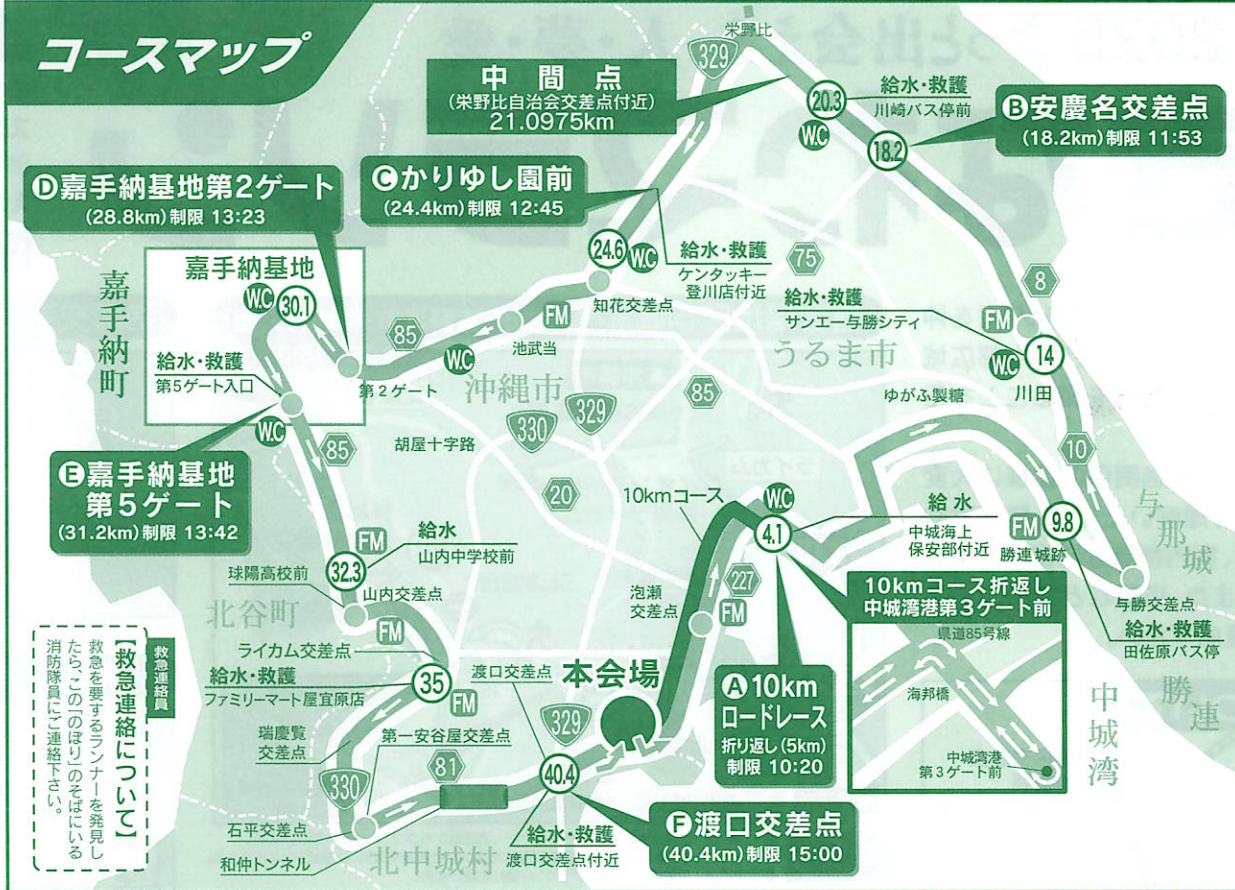 コースマップ
栄野比
329
中間点
(栄野比自治会交差点付近)
21.0975km
20.3
給水・救護
川崎バス停前
W.C
18.2
Ⓑ安慶名交差点
(18.2km)制限 11:53
Ⓓ嘉手納基地第2ゲート
(28.8km)制限 13:23
Ⓒかりゆし園前
(24.4km)制限 12:45
24.6
W.C
給水・救護
ケンタッキー
登川店付近
知花交差点
75
8
嘉手納基地
W.C
30.1
嘉手納町
給水・救護
第5ゲート入口
85
第2ゲート
W.C
池武当
FM
沖縄市
給水・救護
サンエー与勝シティ
うるま市
FM
W.C
14
川田
ゆがふ製糖
85
329
330
胡屋十字路
20
10
W.C
85
Ⓔ嘉手納基地
第5ゲート
(31.2km)制限 13:42
10kmコース
W.C
4.1
給水
中城海上
保安部付近
FM
9.8
勝連城跡
与那城
与勝交差点
給水・救護
田佐原バス停
勝連
中城湾
32.3
FM
給水
山内中学校前
球陽高校前
山内交差点
北谷町
FM
ライカム交差点
給水・救護
ファミリーマート屋宜原店
35
FM
泡瀬
交差点
227
FM
10kmコース折返し
中城湾港第3ゲート前
県道85号線
海邦橋
中城湾港
第3ゲート前
Ⓐ10km
ロードレース
折り返し(5km)
制限 10:20
渡口交差点
本会場
329
瑞慶覧
交差点
第一安谷屋交差点
330
81
40.4
石平交差点
和仲トンネル
北中城村
給水・救護
渡口交差点付近
Ⓕ渡口交差点
(40.4km)制限 15:00
救急連絡員
【救急連絡について】
救急を要するランナーを発見し
たら、この「のぼり」のそばにいる
消防隊員にご連絡下さい。